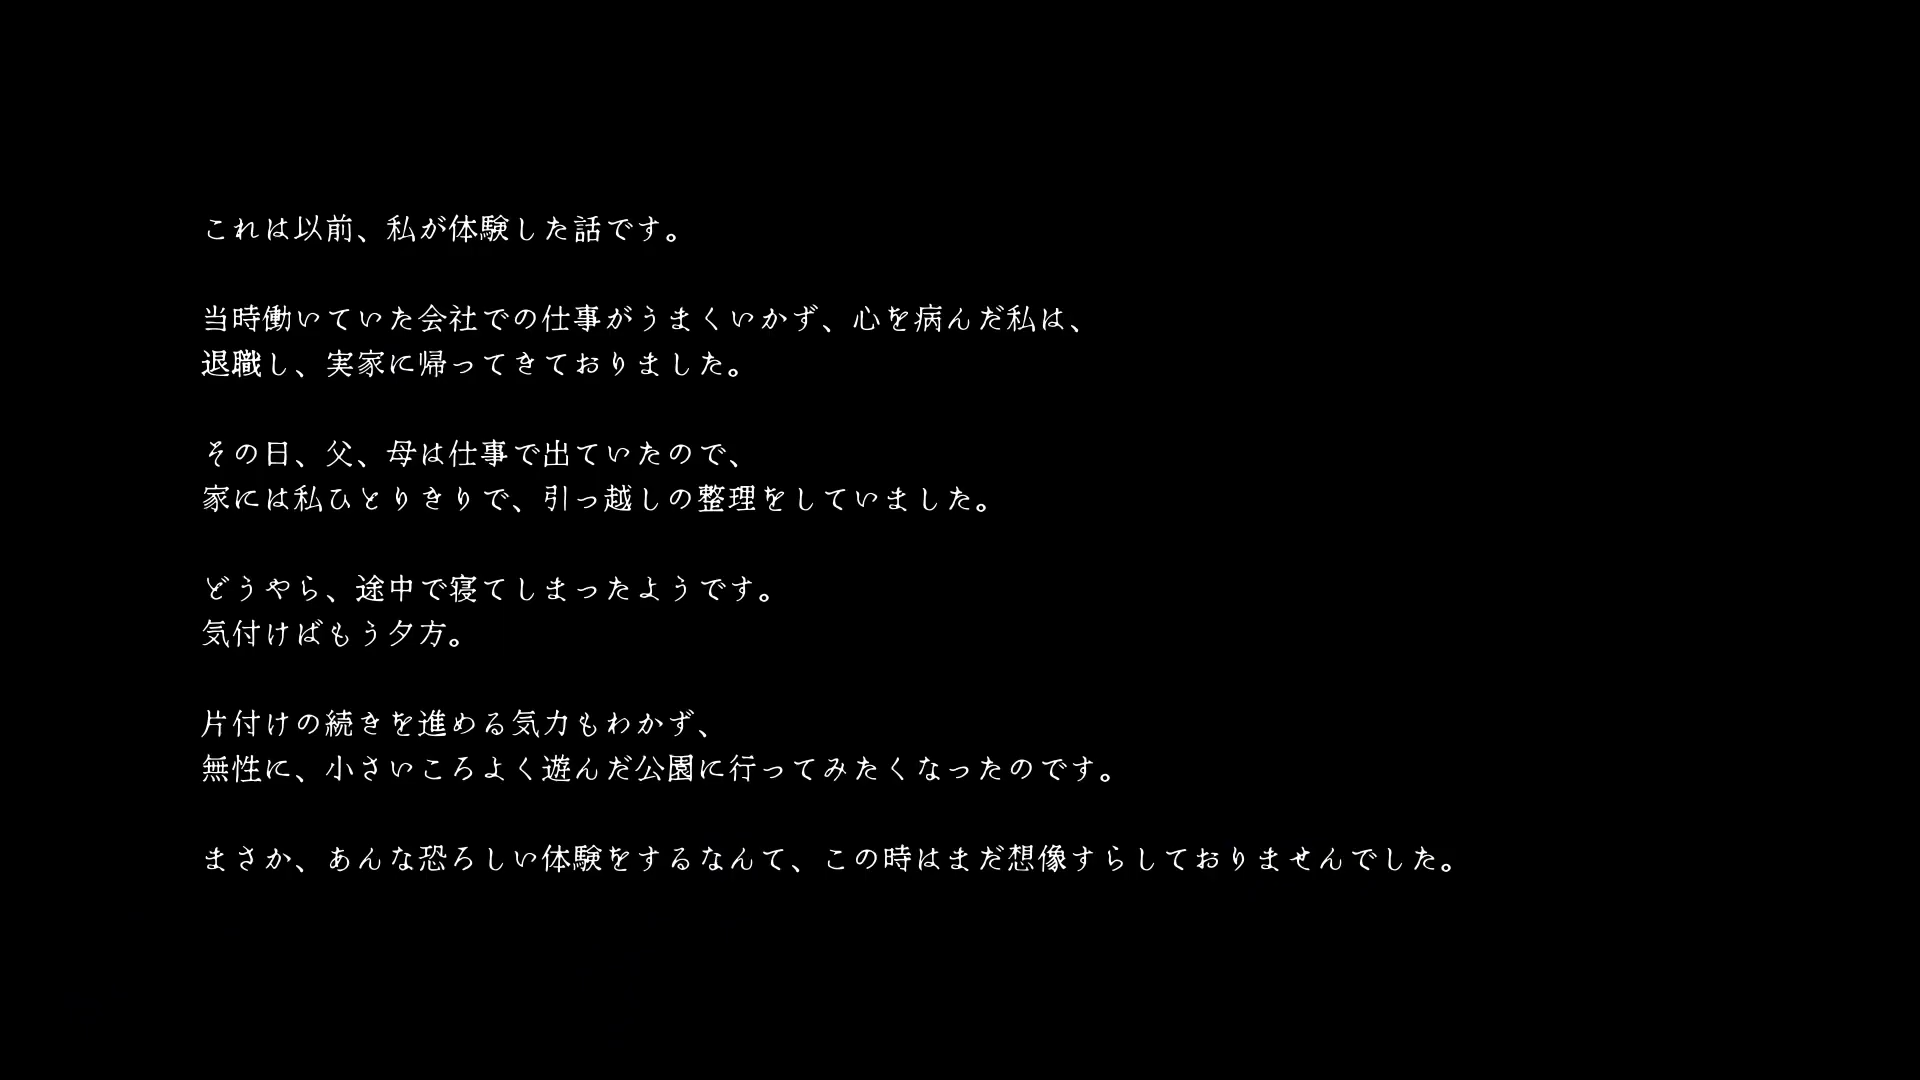 これは以前、私が体験した話です。
当時働いていた会社での仕事がうまくいかず、心を病んだ私は、
退職し、実家に帰ってきておりました。
その日、父、母は仕事で出ていたので、
家には私ひとりきりで、引っ越しの整理をしていました。
どうやら、途中で寝てしまったようです。
気付けばもう夕方。
片付けの続きを進める気力もわかず、
無性に、小さいころよく遊んだ公園に行ってみたくなったのです。
まさか、あんな恐ろしい体験をするなんて、この時はまだ想像すらしておりませんでした。